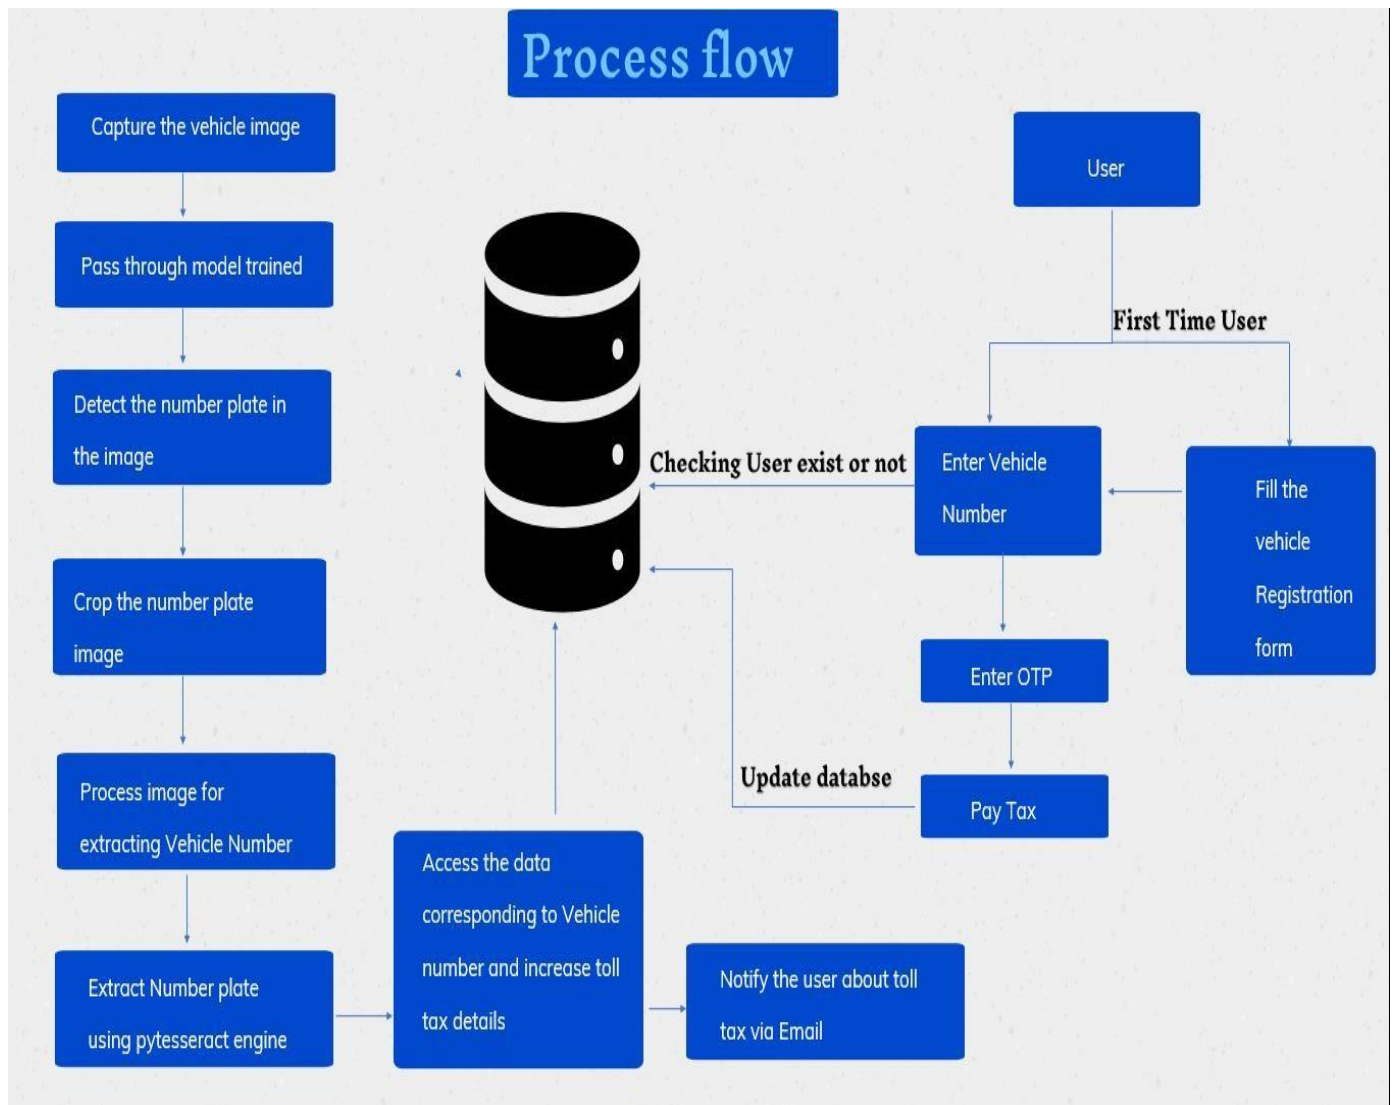 Process flow
Capture the vehicle image
Pass through model trained
Detect the number plate in
the image
Crop the number plate
image
Process image for
extracting Vehicle Number
Extract Number plate
using pytesseract engine
Access the data
corresponding to Vehicle
number and increase toll
tax details
Notify the user about toll
tax via Email
User
First Time User
Enter Vehicle
Number
Checking User exist or not
Fill the
vehicle
Registration
form
Enter OTP
Pay Tax
Update databse